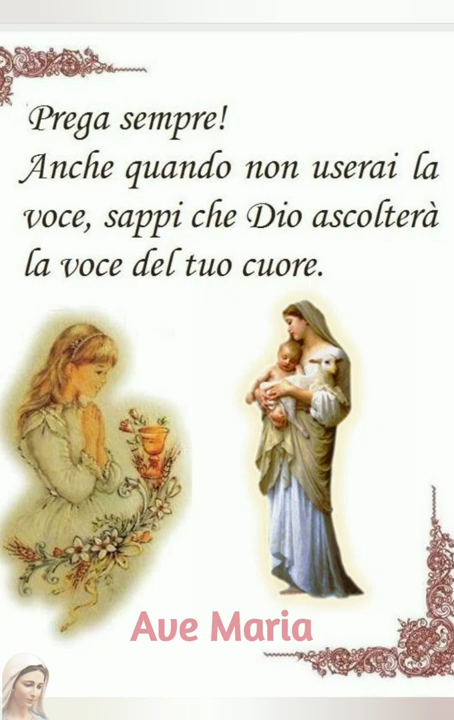 Prega sempre!
Anche quando non userai la
voce, sappi che Dio ascolterà
la voce del tuo cuore.
Ave Maria